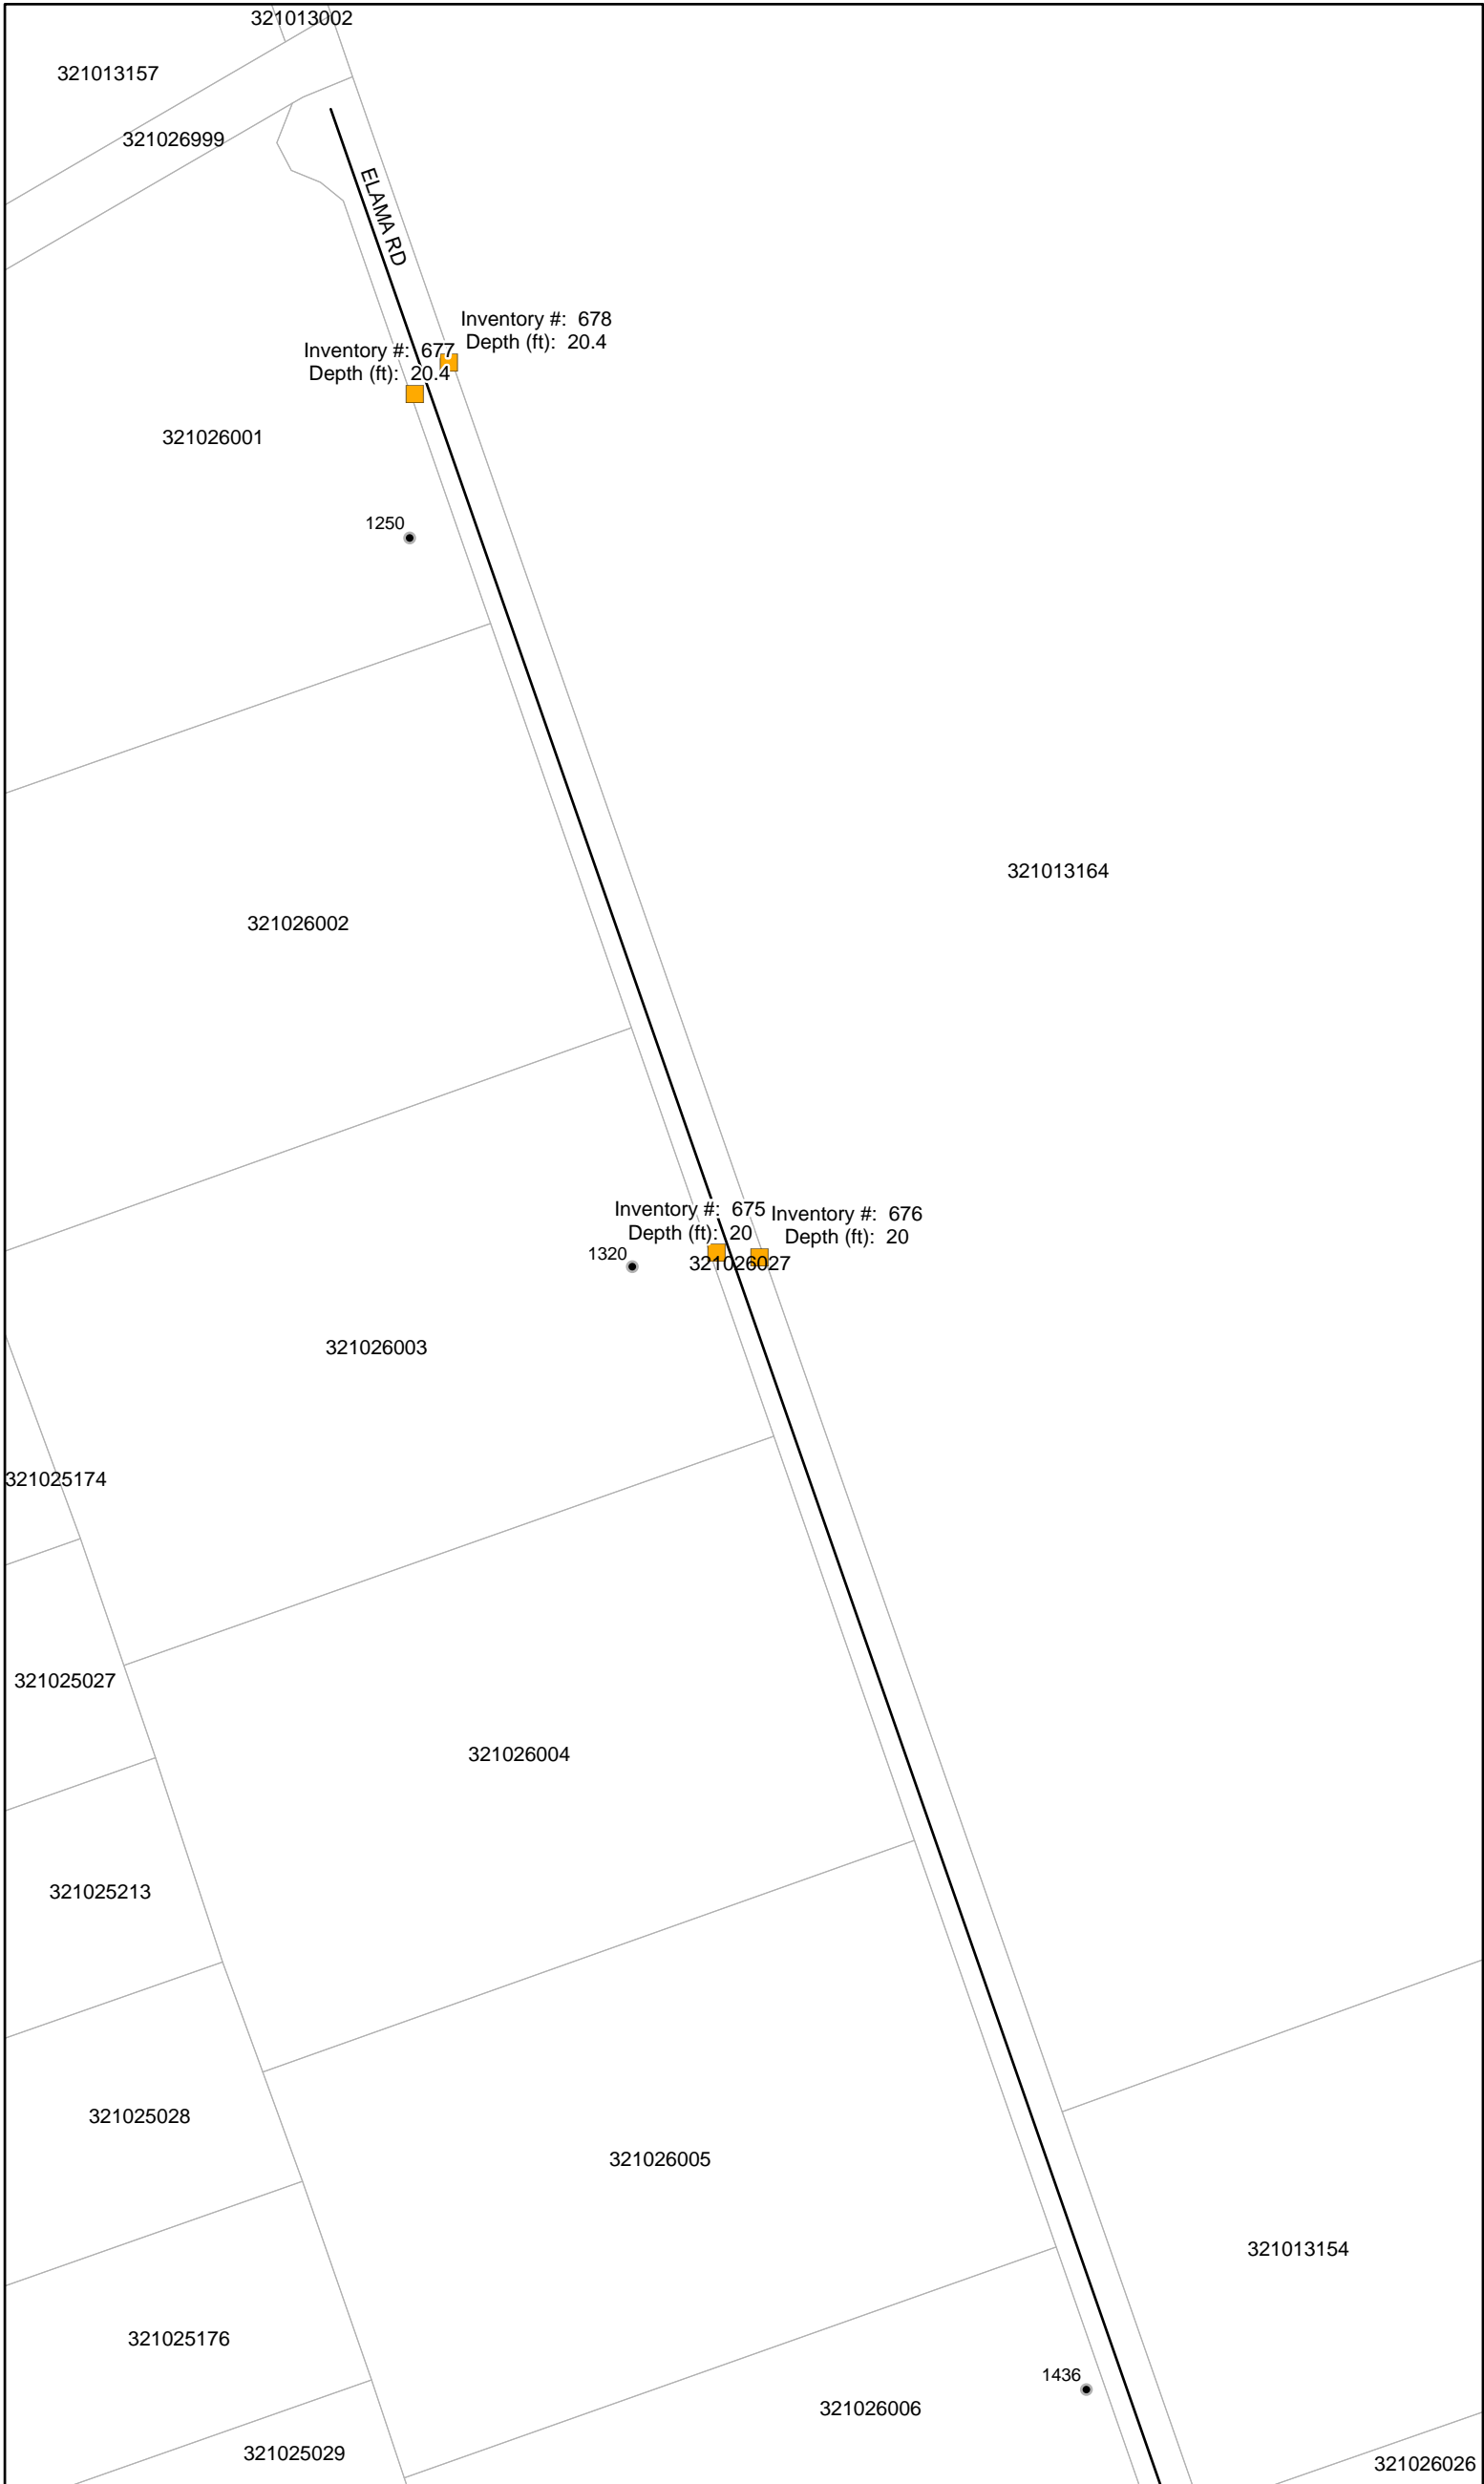 321013002
321013157
321026999
ELAMA RD
Inventory #: 678
Depth (ft): 20.4
Inventory #: 677
Depth (ft): 20.4
321026001
1250
321013164
321026002
Inventory #: 675
Depth (ft): 20
Inventory #: 676
Depth (ft): 20
1320
321026027
321026003
321025174
321025027
321026004
321025213
321025028
321026005
321013154
321025176
1436
321026006
321025029
321026026